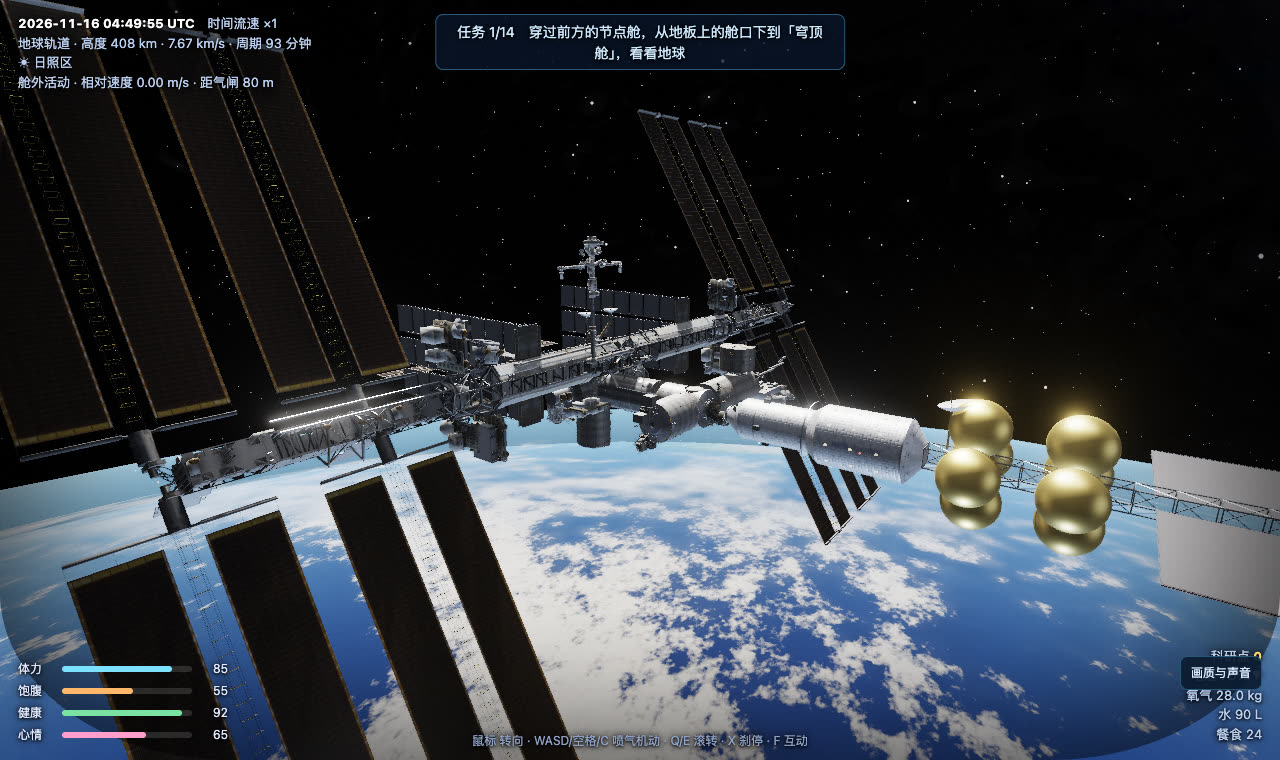 2026-11-16 04:49:55 UTC 时间流速 ×1
地球轨道 · 高度 408 km · 7.67 km/s · 周期 93 分钟
☀ 日照区
舱外活动 · 相对速度 0.00 m/s · 距气闸 80 m
任务 1/14 穿过前方的节点舱，从地板上的舱口下到「穹顶
舱」，看看地球
体力 85
饱腹 55
健康 92
心情 65
科研点 0
画质与声音
氧气 28.0 kg
水 90 L
餐食 24
鼠标 转向 · WASD/空格/C 喷气机动 · Q/E 滚转 · X 刹停 · F 互动